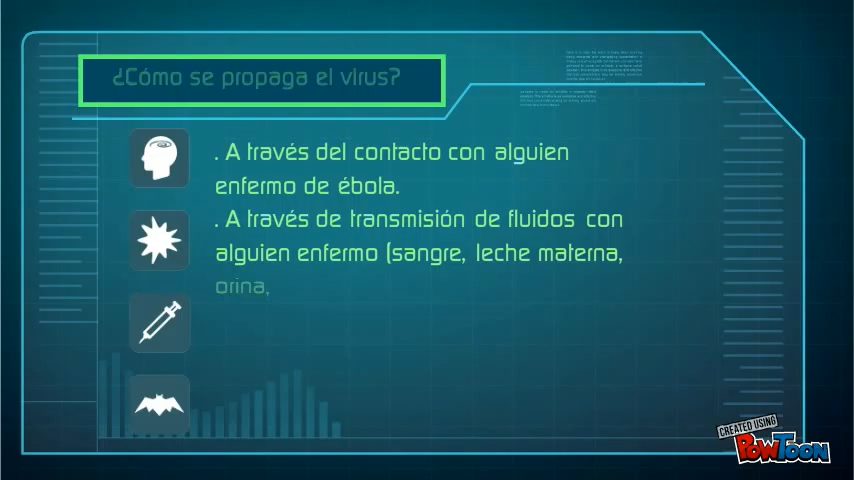 ¿Cómo se propaga el virus?
. A través del contacto con alguien
enfermo de ébola.
. A través de transmisión de fluidos con
alguien enfermo (sangre, leche materna,
orina,
CREATED USING
POWTOON